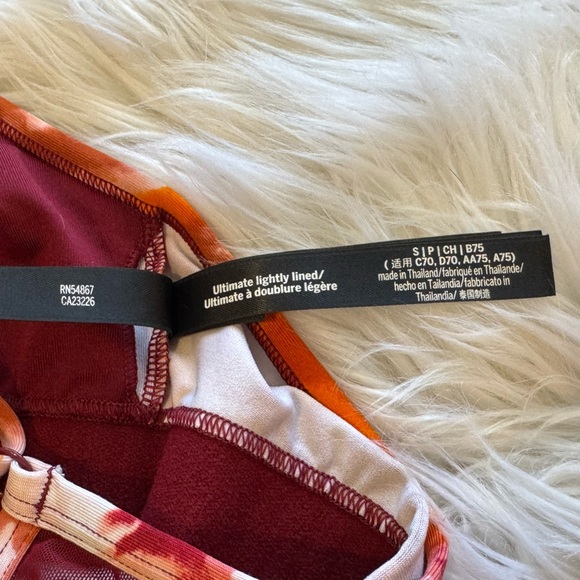 RN54867
CA23226
Ultimate lightly lined/
Ultimate à doublure légère
S | P | CH | B75
( 适用 C70, D70, AA75, A75)
made in Thailand/fabriqué en Thaïlande/
hecho en Tailandia/fabbricato in
Thailandia/ 泰国制造